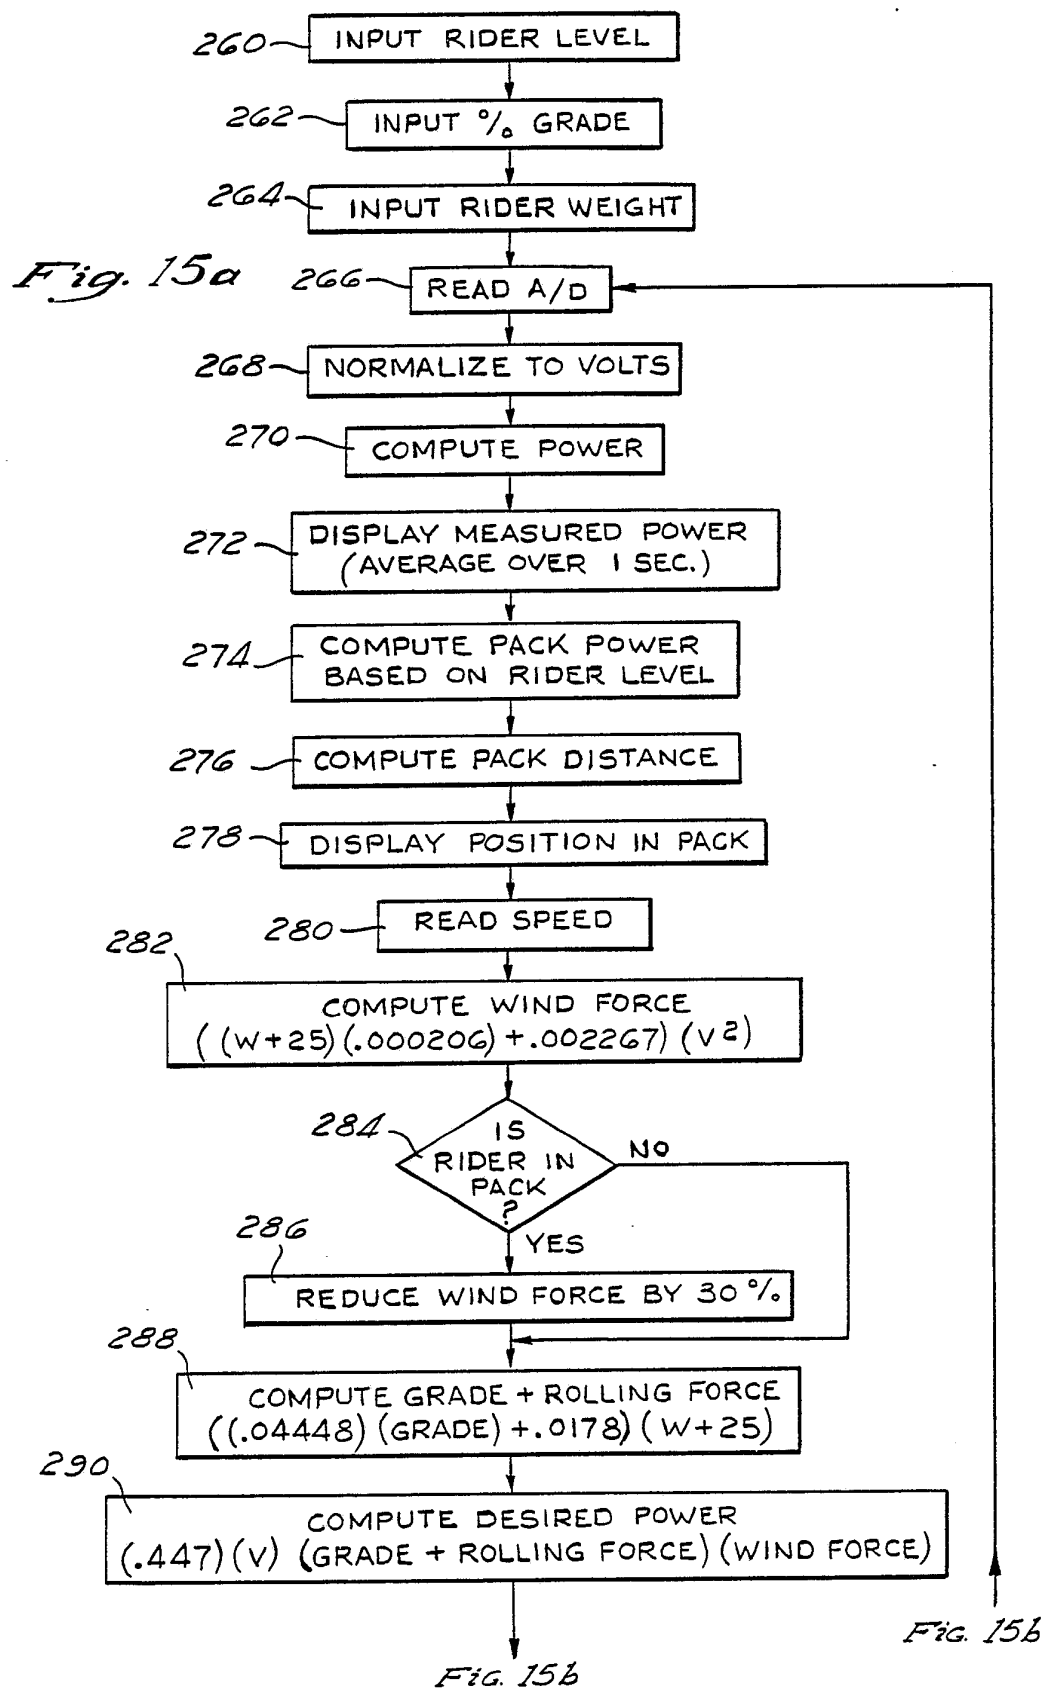 260 INPUT RIDER LEVEL
262 INPUT % GRADE
264 INPUT RIDER WEIGHT
Fig. 15a
266 READ A/D
268 NORMALIZE TO VOLTS
270 COMPUTE POWER
272 DISPLAY MEASURED POWER
(AVERAGE OVER 1 SEC.)
274 COMPUTE PACK POWER
BASED ON RIDER LEVEL
276 COMPUTE PACK DISTANCE
278 DISPLAY POSITION IN PACK
280 READ SPEED
282
COMPUTE WIND FORCE
((W+25)(.000206)+.002267)(V²)
284 IS
RIDER IN
PACK
?
NO
YES
286
REDUCE WIND FORCE BY 30%
288
COMPUTE GRADE + ROLLING FORCE
((.04448)(GRADE)+.0178)(W+25)
290
COMPUTE DESIRED POWER
(.447)(V) (GRADE + ROLLING FORCE)(WIND FORCE)
Fig. 15b
Fig. 15b